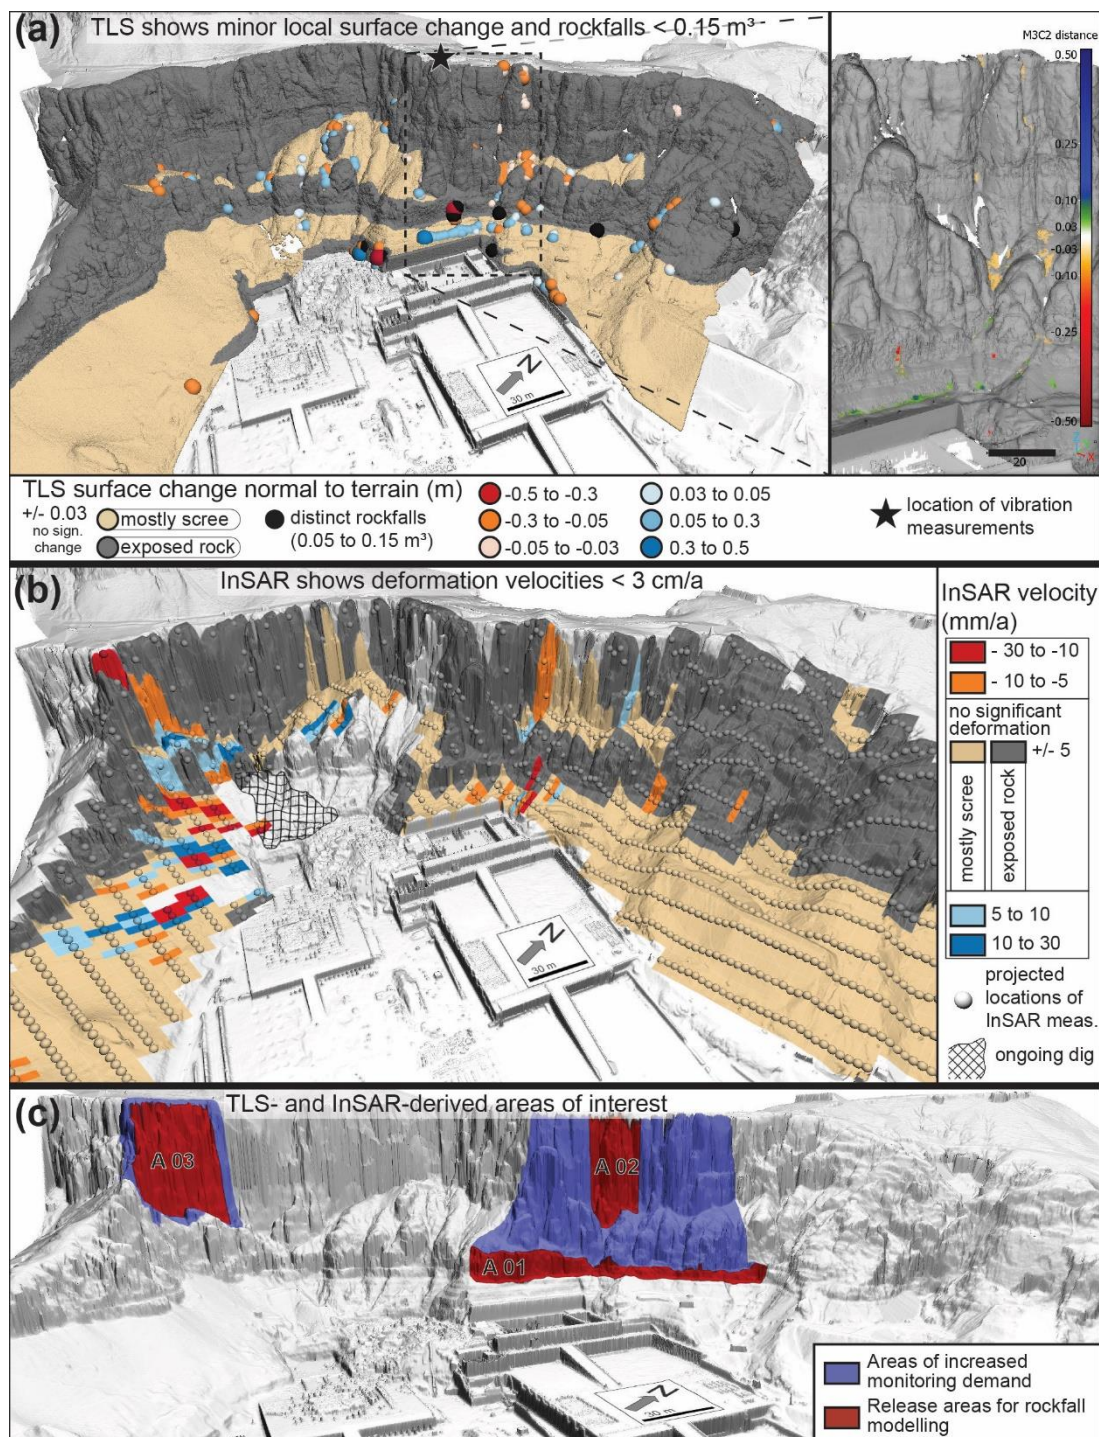 (a)
TLS shows minor local surface change and rockfalls < 0.15 m³
M3C2 distance
0.50
0.25
0.10
0.03
-0.03
-0.10
-0.25
-0.50
20
N
30 m
TLS surface change normal to terrain (m)
+/- 0.03
no sign.
change
mostly scree
exposed rock
distinct rockfalls
(0.05 to 0.15 m³)
-0.5 to -0.3
-0.3 to -0.05
-0.05 to -0.03
0.03 to 0.05
0.05 to 0.3
0.3 to 0.5
location of vibration
measurements
(b)
InSAR shows deformation velocities < 3 cm/a
N
30 m
InSAR velocity
(mm/a)
- 30 to -10
- 10 to -5
no significant
deformation
+/- 5
mostly scree
exposed rock
5 to 10
10 to 30
projected
locations of
InSAR meas.
ongoing dig
(c)
TLS- and InSAR-derived areas of interest
A 03
A 02
A 01
N
30 m
Areas of increased
monitoring demand
Release areas for rockfall
modelling